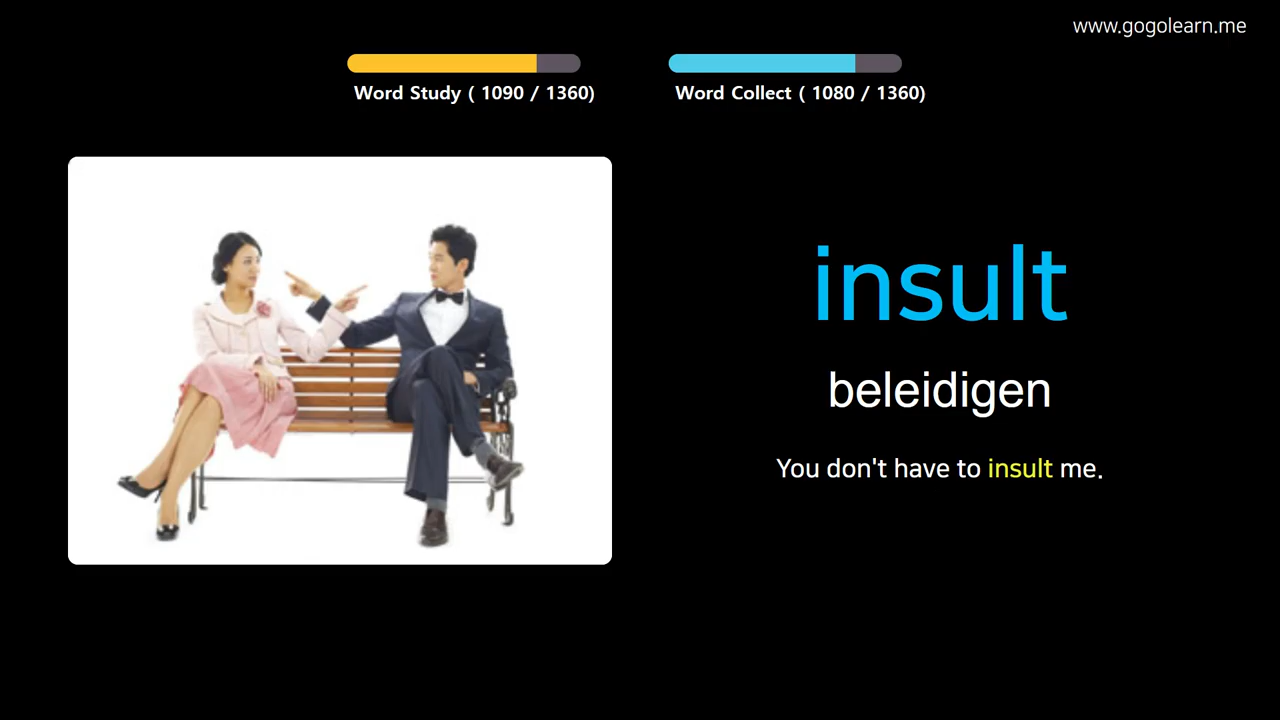 www.gogolearn.me
Word Study ( 1090 / 1360)
Word Collect ( 1080 / 1360)
insult
beleidigen
You don't have to insult me.